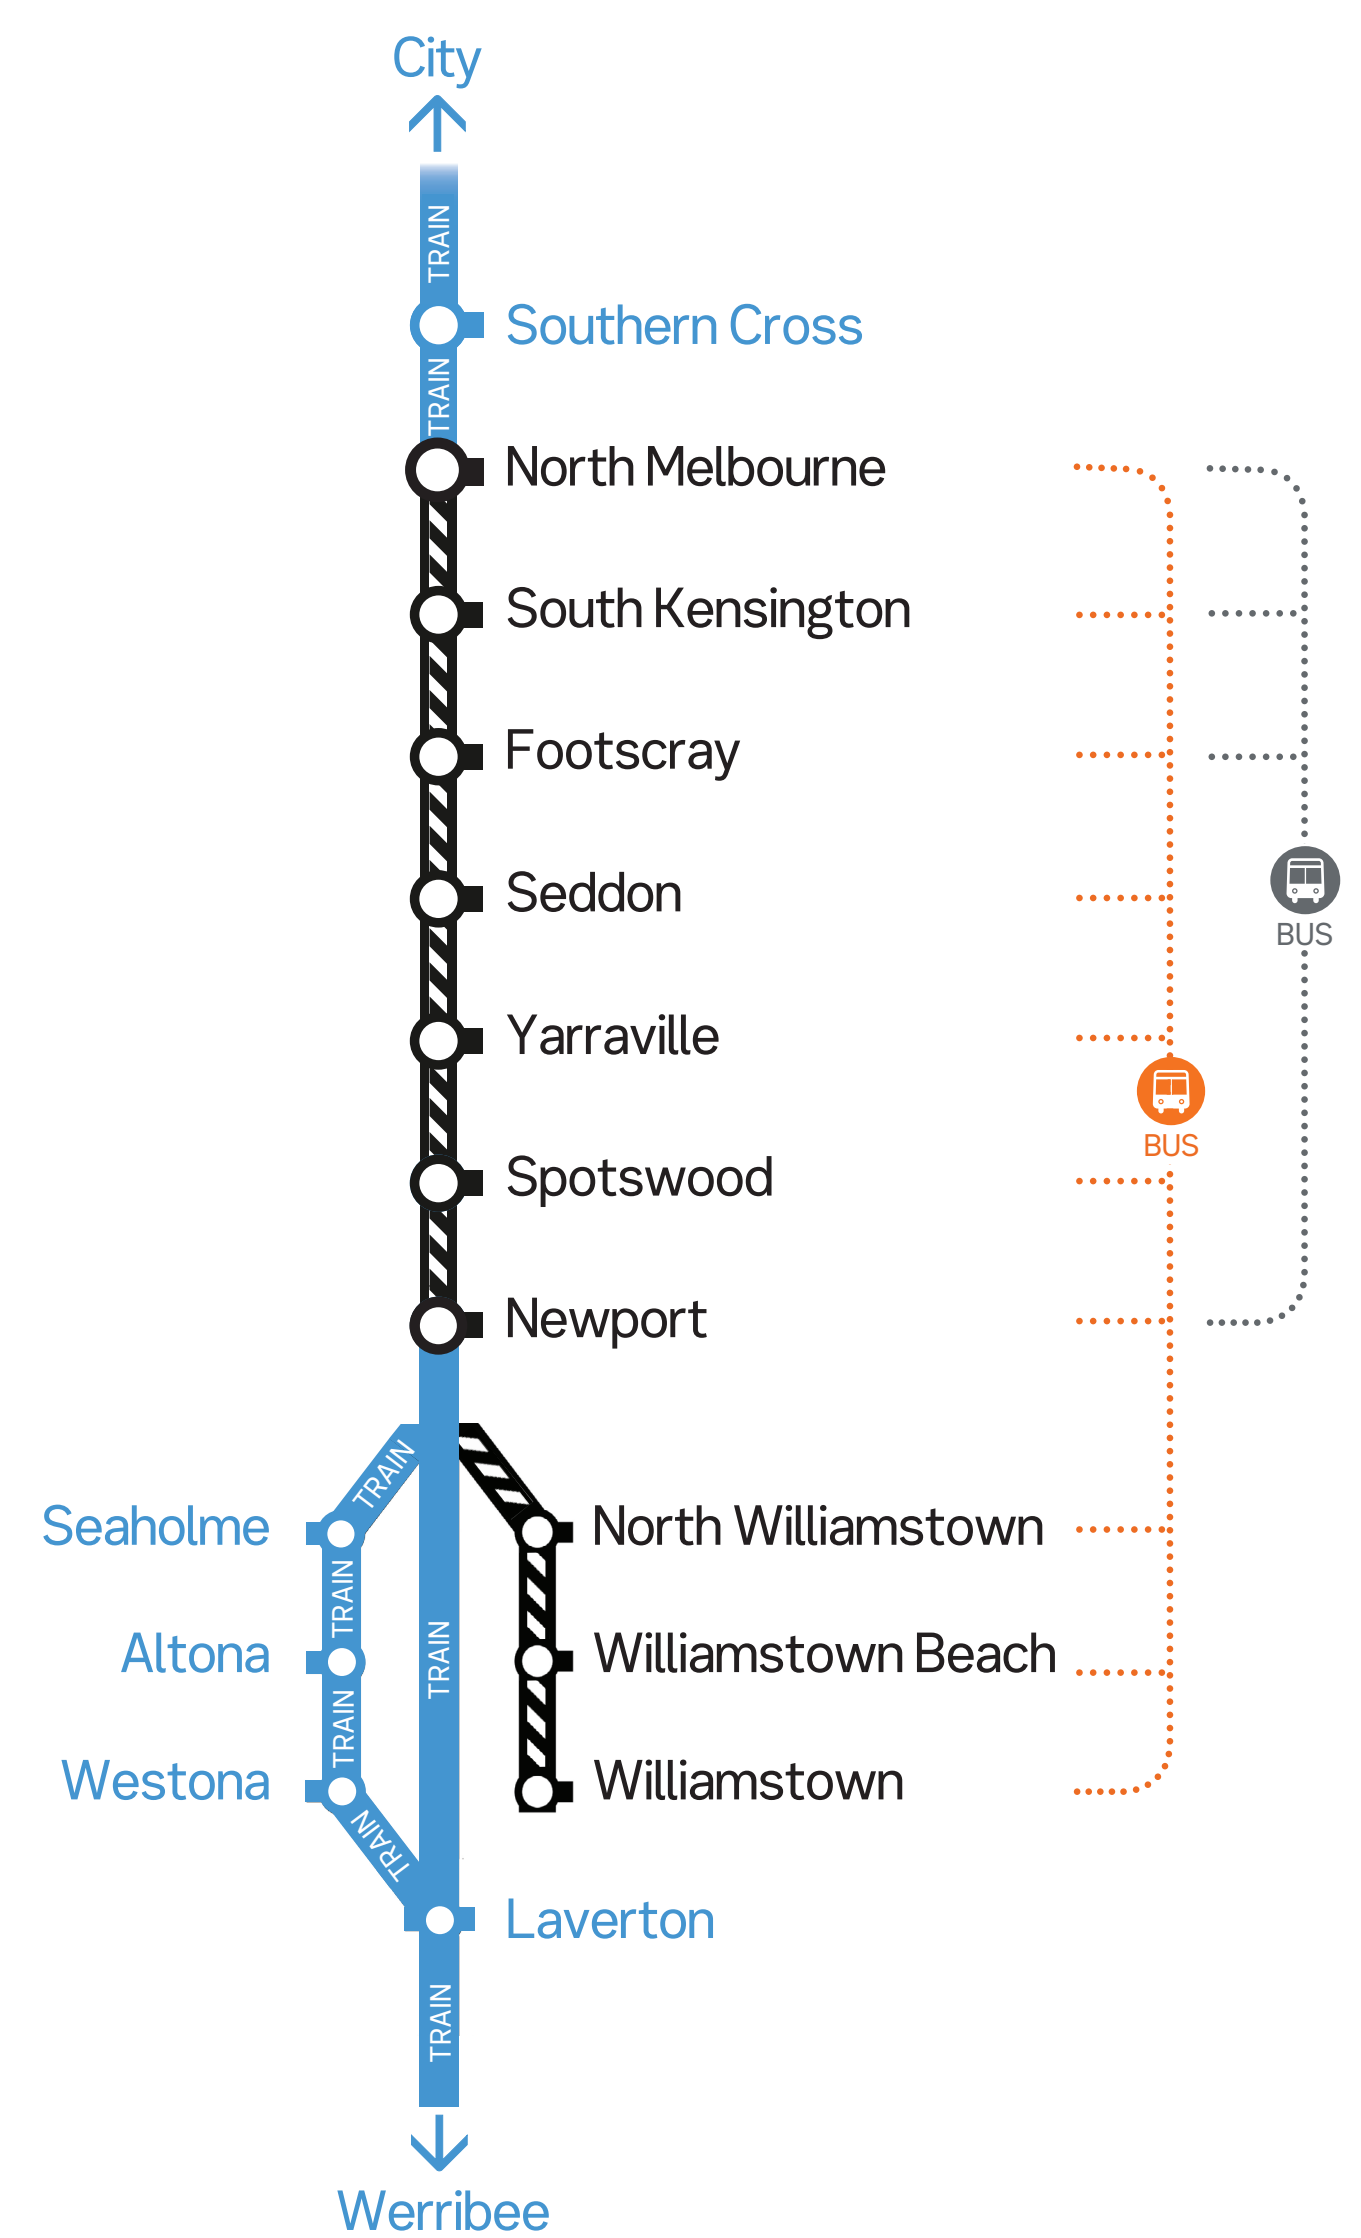 City
TRAIN
Southern Cross
TRAIN
North Melbourne
South Kensington
Footscray
Seddon
BUS
Yarraville
BUS
Spotswood
Newport
TRAIN
Seaholme
North Williamstown
TRAIN
Altona
TRAIN
Williamstown Beach
TRAIN
Westona
Williamstown
TRAIN
Laverton
TRAIN
Werribee